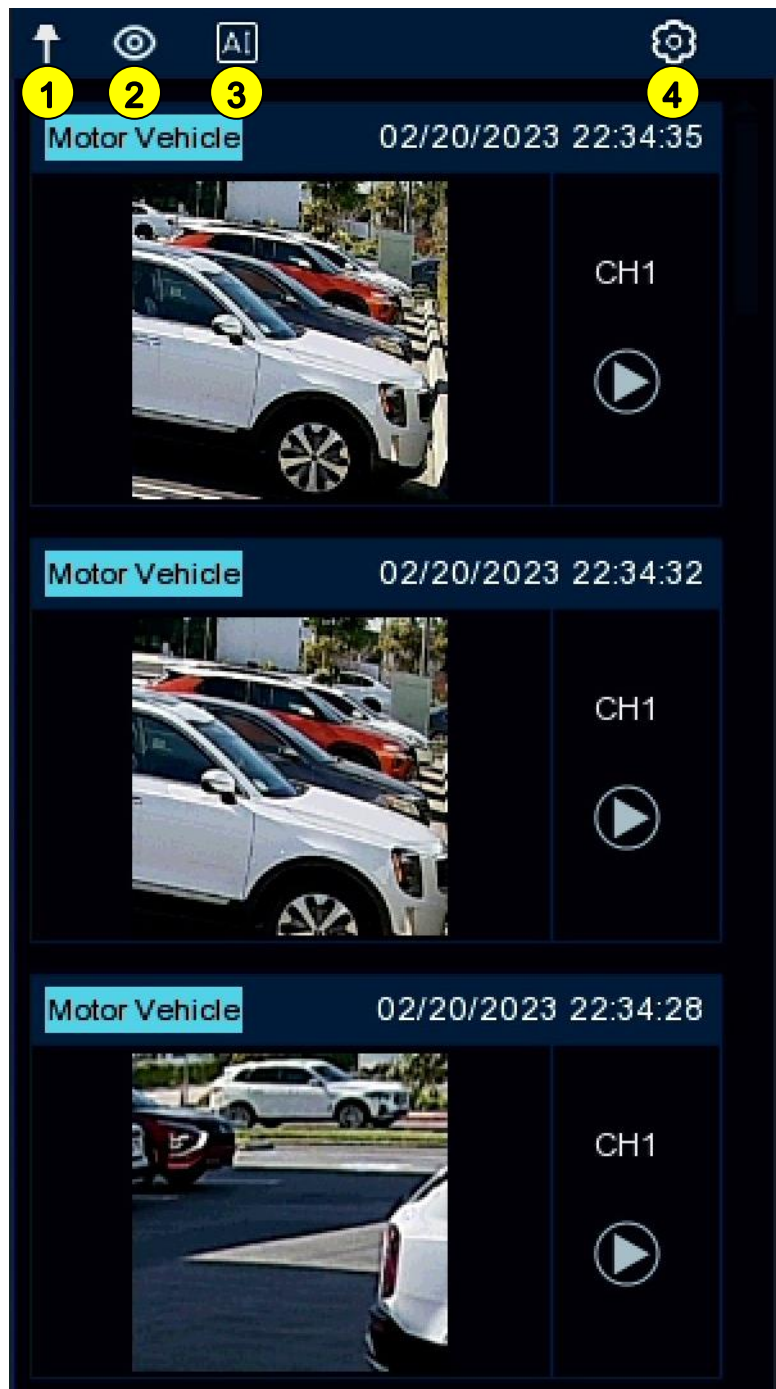 AI
1 2 3 4
Motor Vehicle 02/20/2023 22:34:35
CH1
Motor Vehicle 02/20/2023 22:34:32
CH1
Motor Vehicle 02/20/2023 22:34:28
CH1